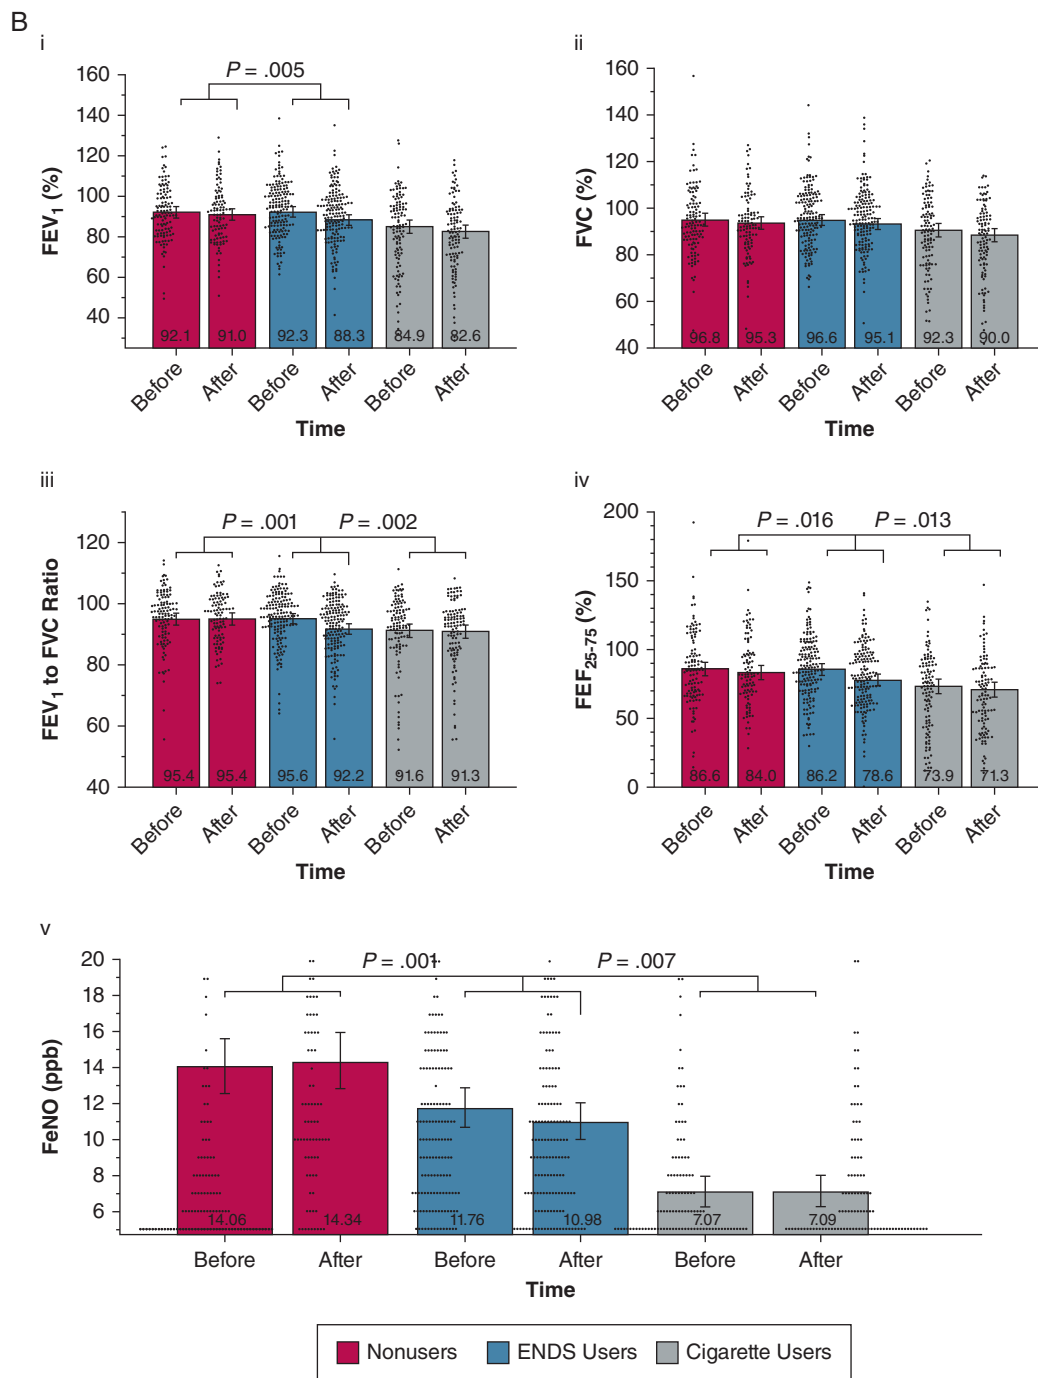 B
i
P = .005
FEV1 (%)
160
140
120
100
80
60
40
92.1
91.0
92.3
88.3
84.9
82.6
Before
After
Before
After
Before
After
Time
ii
FVC (%)
160
140
120
100
80
60
40
96.8
95.3
96.6
95.1
92.3
90.0
Before
After
Before
After
Before
After
Time
iii
P = .001
P = .002
FEV1 to FVC Ratio
120
100
80
60
40
95.4
95.4
95.6
92.2
91.6
91.3
Before
After
Before
After
Before
After
Time
iv
P = .016
P = .013
FEF25-75 (%)
200
150
100
50
0
86.6
84.0
86.2
78.6
73.9
71.3
Before
After
Before
After
Before
After
Time
v
P = .001
P = .007
FeNO (ppb)
20
18
16
14
12
10
8
6
14.06
14.34
11.76
10.98
7.07
7.09
Before
After
Before
After
Before
After
Time
Nonusers
ENDS Users
Cigarette Users